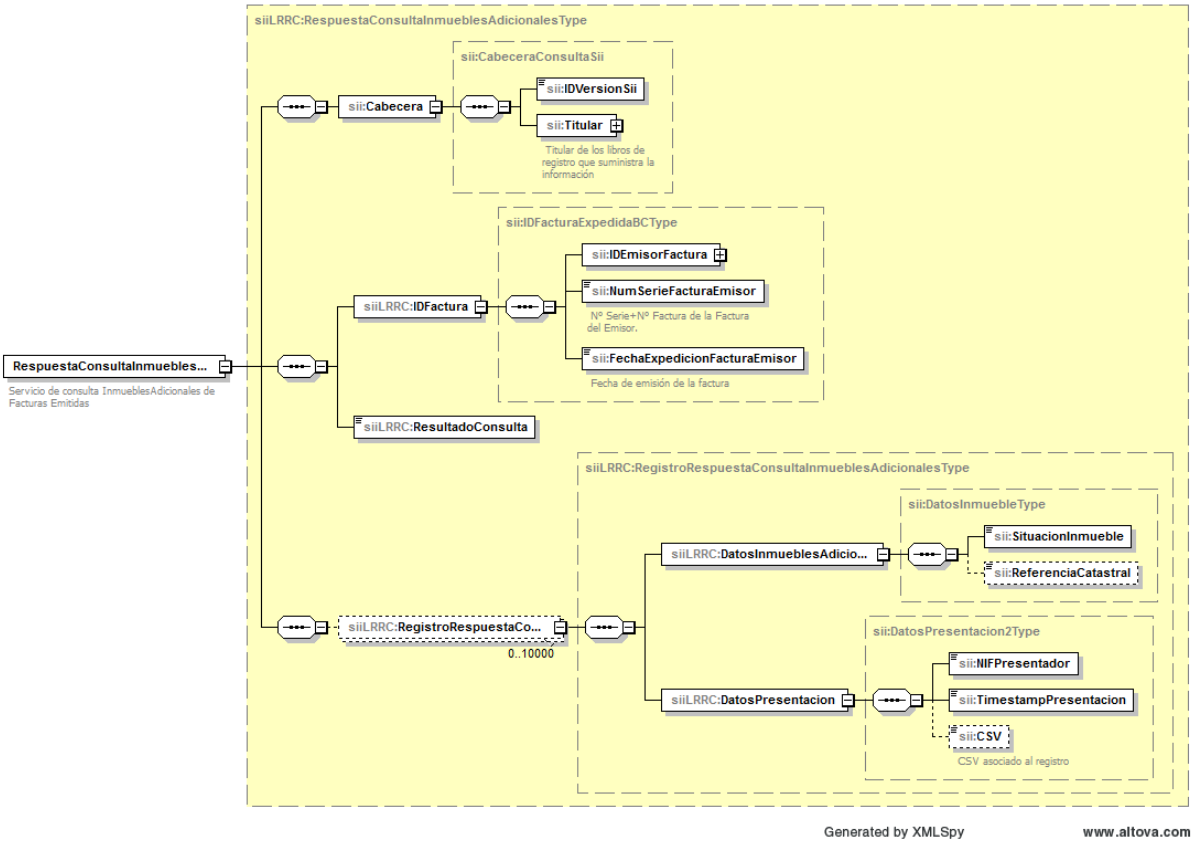 siiLRRC:RespuestaConsultaInmueblesAdicionalesType
sii:CabeceraConsultaSii
sii:IDVersionSii
sii:Cabecera
sii:Titular
Titular de los libros de
registro que suministra la
información
sii:IDFacturaExpedidaBCType
sii:IDEmisorFactura
sii:NumSerieFacturaEmisor
Nº Serie+Nº Factura de la Factura
del Emisor.
siiLRRC:IDFactura
sii:FechaExpedicionFacturaEmisor
Fecha de emisión de la factura
RespuestaConsultaInmuebles...
Servicio de consulta InmueblesAdicionales de
Facturas Emitidas
siiLRRC:ResultadoConsulta
siiLRRC:RegistroRespuestaConsultaInmueblesAdicionalesType
sii:DatosInmuebleType
sii:SituacionInmueble
siiLRRC:DatosInmueblesAdicio...
sii:ReferenciaCatastral
siiLRRC:RegistroRespuestaCo...
0..10000
sii:DatosPresentacion2Type
sii:NIFPresentador
siiLRRC:DatosPresentacion
sii:TimestampPresentacion
sii:CSV
CSV asociado al registro
Generated by XMLSpy
www.altova.com